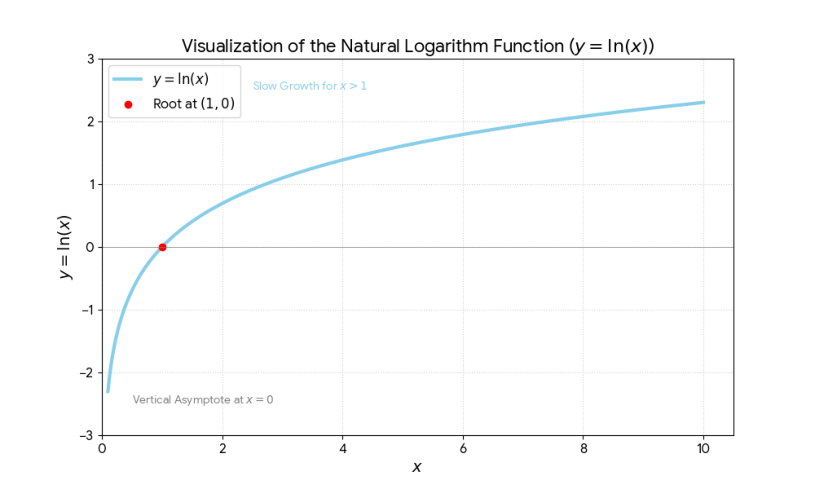 Visualization of the Natural Logarithm Function (y = ln(x))
y = ln(x)
Root at (1, 0)
Slow Growth for x > 1
3
2
1
0
−1
−2
−3
y = ln(x)
Vertical Asymptote at x = 0
0
2
4
6
8
10
x